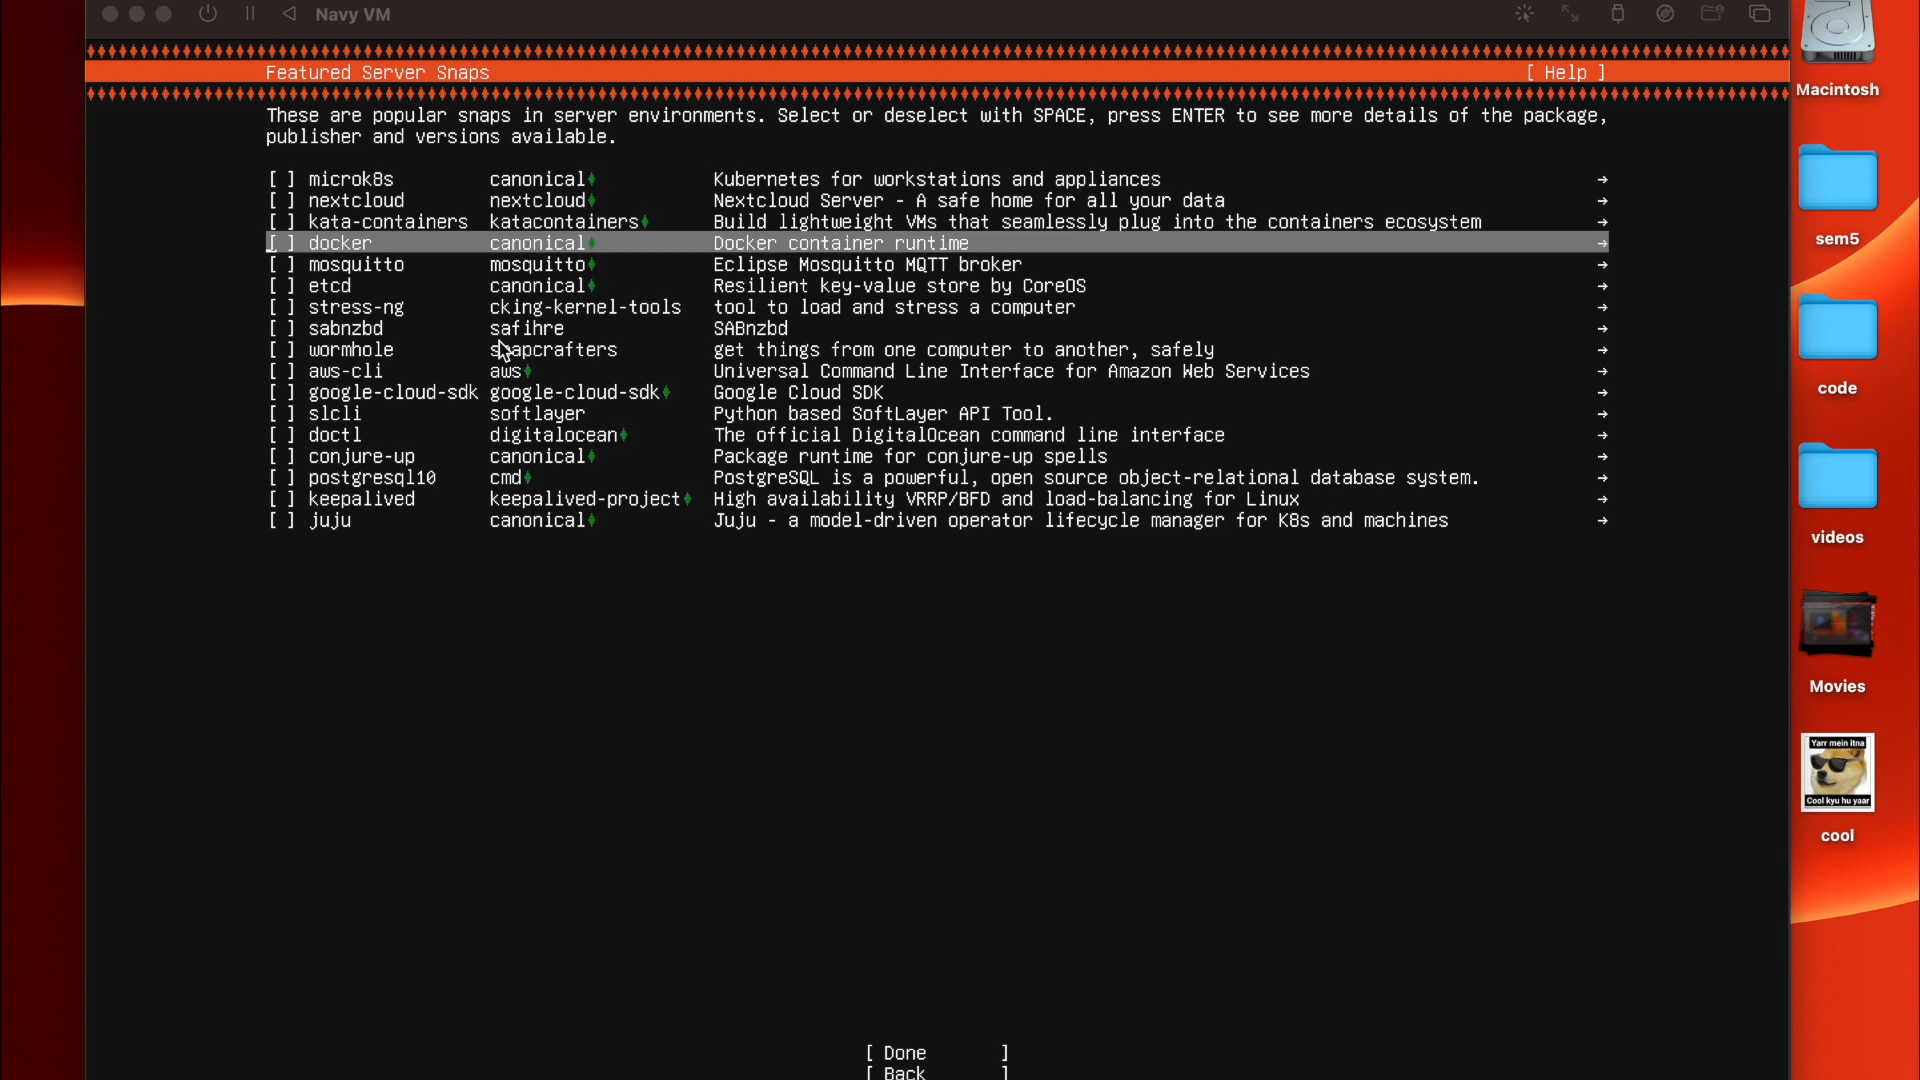 Navy VM
Featured Server Snaps [ Help ]
These are popular snaps in server environments. Select or deselect with SPACE, press ENTER to see more details of the package,
publisher and versions available.
[ ] microk8s canonical♦ Kubernetes for workstations and appliances →
[ ] nextcloud nextcloud♦ Nextcloud Server - A safe home for all your data →
[ ] kata-containers katacontainers♦ Build lightweight VMs that seamlessly plug into the containers ecosystem →
[ ] docker canonical♦ Docker container runtime →
[ ] mosquitto mosquitto♦ Eclipse Mosquitto MQTT broker →
[ ] etcd canonical♦ Resilient key-value store by CoreOS →
[ ] stress-ng cking-kernel-tools tool to load and stress a computer →
[ ] sabnzbd safihre SABnzbd →
[ ] wormhole snapcrafters get things from one computer to another, safely →
[ ] aws-cli aws♦ Universal Command Line Interface for Amazon Web Services →
[ ] google-cloud-sdk google-cloud-sdk♦ Google Cloud SDK →
[ ] slcli softlayer Python based SoftLayer API Tool. →
[ ] doctl digitalocean♦ The official DigitalOcean command line interface →
[ ] conjure-up canonical♦ Package runtime for conjure-up spells →
[ ] postgresql10 cmd♦ PostgreSQL is a powerful, open source object-relational database system. →
[ ] keepalived keepalived-project♦ High availability VRRP/BFD and load-balancing for Linux →
[ ] juju canonical♦ Juju - a model-driven operator lifecycle manager for K8s and machines →
[ Done ]
[ Back ]
Macintosh
sem5
code
videos
Movies
Yarr mein itna
Cool kyu hu yaar
cool